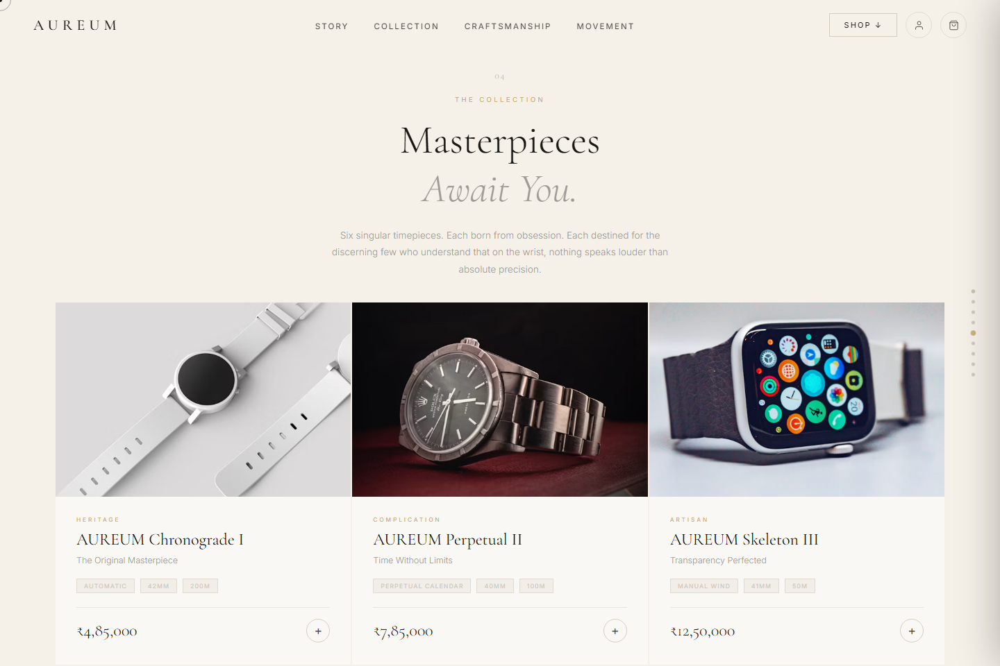 AUREUM
STORY
COLLECTION
CRAFTSMANSHIP
MOVEMENT
SHOP ↓
04
THE COLLECTION
Masterpieces
Await You.
Six singular timepieces. Each born from obsession. Each destined for the
discerning few who understand that on the wrist, nothing speaks louder than
absolute precision.
ROLEX
PRECISION
20
HERITAGE
AUREUM Chronograde I
The Original Masterpiece
AUTOMATIC
42MM
200M
₹4,85,000
+
COMPLICATION
AUREUM Perpetual II
Time Without Limits
PERPETUAL CALENDAR
40MM
100M
₹7,85,000
+
ARTISAN
AUREUM Skeleton III
Transparency Perfected
MANUAL WIND
41MM
50M
₹12,50,000
+